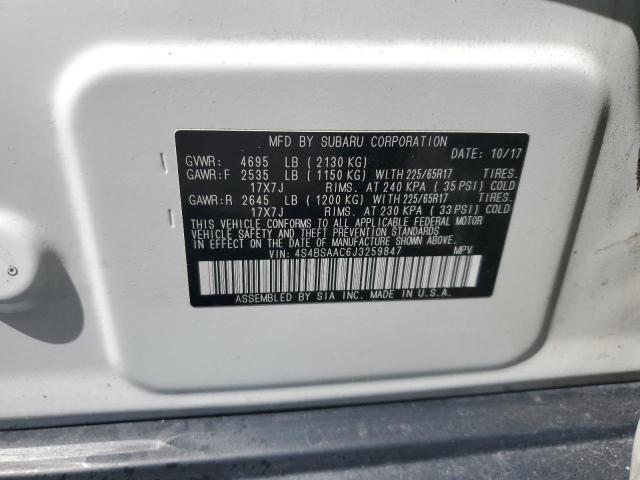 MFD BY SUBARU CORPORATION
GVWR: 4695 LB (2130 KG) DATE: 10/17
GAWR:F 2535 LB (1150 KG) WITH 225/65R17 TIRES.
17X7J RIMS. AT 240 KPA (35 PSI) COLD
GAWR:R 2645 LB (1200 KG) WITH 225/65R17 TIRES.
17X7J RIMS. AT 230 KPA (33 PSI) COLD
THIS VEHICLE CONFORMS TO ALL APPLICABLE FEDERAL MOTOR
VEHICLE SAFETY AND THEFT PREVENTION STANDARDS
IN EFFECT ON THE DATE OF MANUFACTURE SHOWN ABOVE.
VIN: 4S4BSAAC6J3259847 MPV
ASSEMBLED BY SIA INC. MADE IN U.S.A.